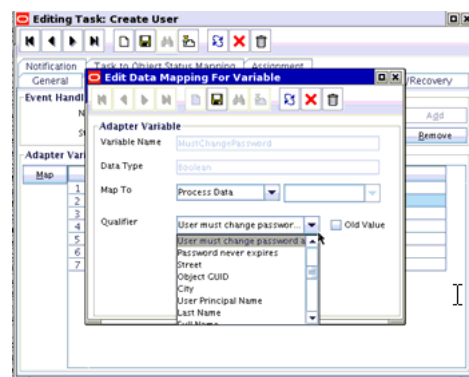 Editing Task: Create User
Notification Task to Object Status Mapping Assignment
General /Recovery
Edit Data Mapping For Variable
Event Handl
Add
Remove
Adapter Vari
Map
1
2
3
4
5
6
7
Adapter Variable
Variable Name MustChangePassword
Data Type Boolean
Map To Process Data
Qualifier User must change passwor... Old Value
User must change password a
Password never expires
Street
Object GUID
City
User Principal Name
Last Name
Full Name